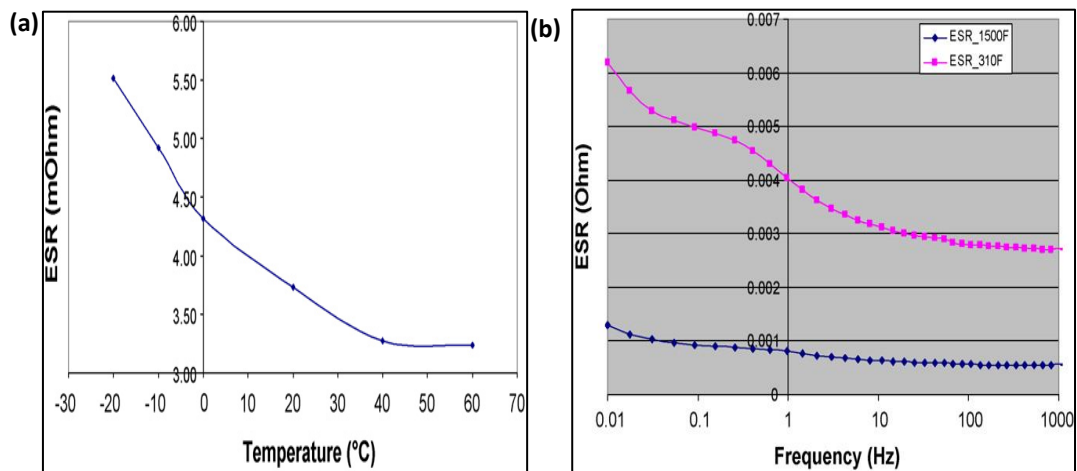 (a)
ESR (mOhm)
6.00
5.50
5.00
4.50
4.00
3.50
3.00
-30 -20 -10 0 10 20 30 40 50 60 70
Temperature (°C)
(b)
ESR (Ohm)
0.007
0.006
0.005
0.004
0.003
0.002
0.001
0
ESR_1500F
ESR_310F
0.01 0.1 1 10 100 1000
Frequency (Hz)